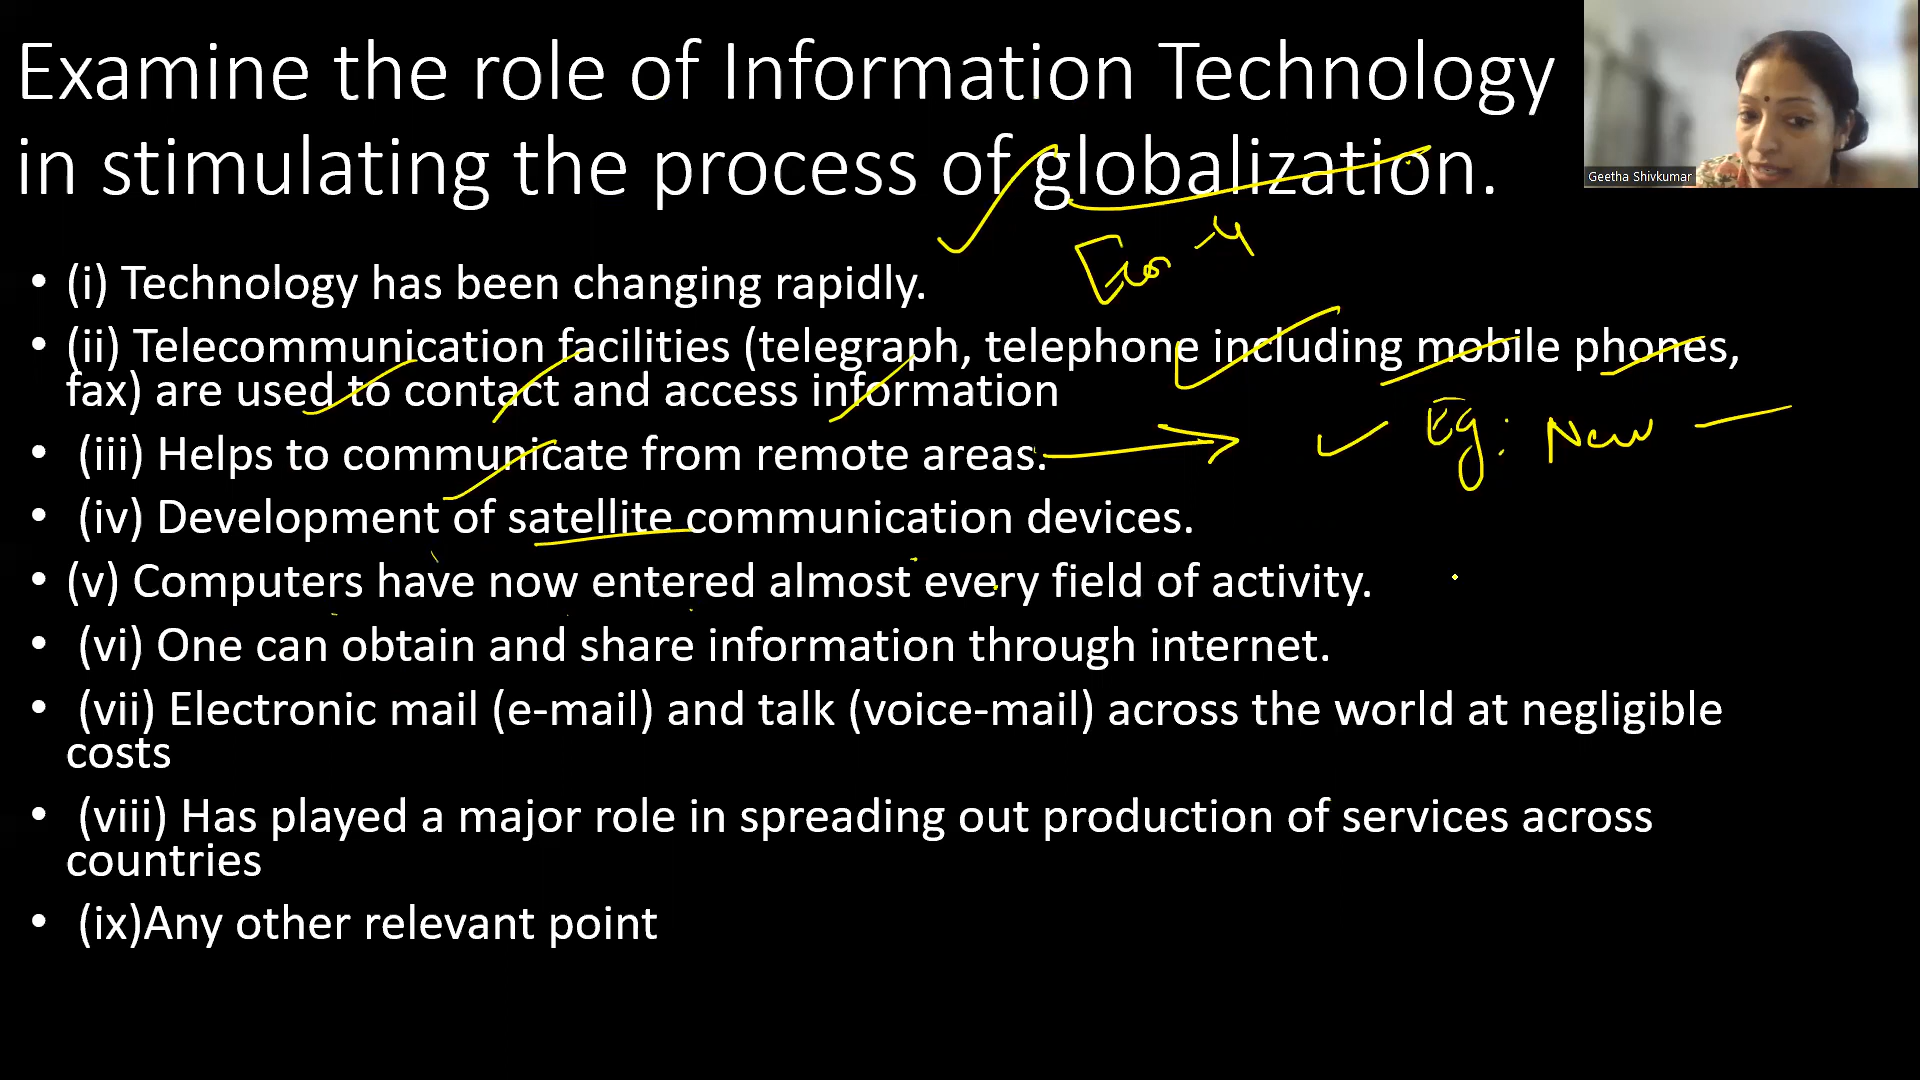 Examine the role of Information Technology
in stimulating the process of globalization.
Geetha Shivkumar
Eco -4
• (i) Technology has been changing rapidly.
• (ii) Telecommunication facilities (telegraph, telephone including mobile phones,
fax) are used to contact and access information
• (iii) Helps to communicate from remote areas.
Eg: New
• (iv) Development of satellite communication devices.
• (v) Computers have now entered almost every field of activity.
• (vi) One can obtain and share information through internet.
• (vii) Electronic mail (e-mail) and talk (voice-mail) across the world at negligible
costs
• (viii) Has played a major role in spreading out production of services across
countries
• (ix)Any other relevant point